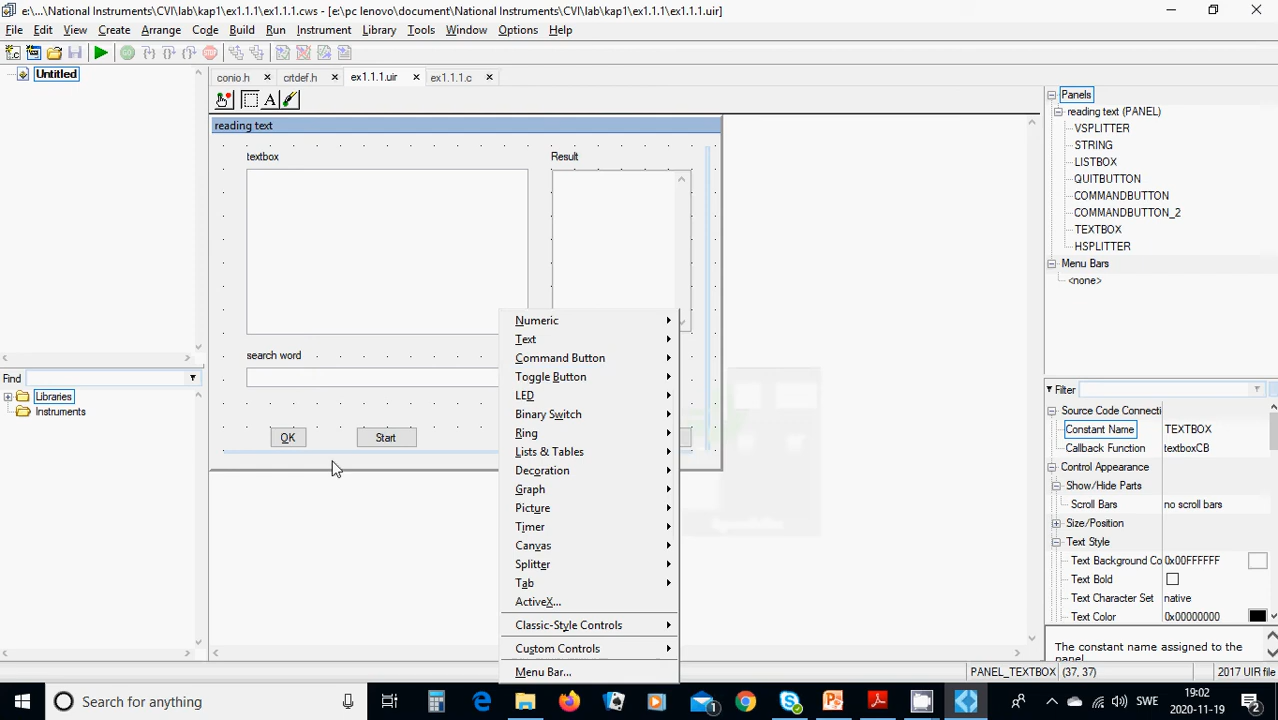 e:\...\National Instruments\CVI\lab\kap1\ex1.1.1\ex1.1.1.cws - [e:\pc lenovo\document\National Instruments\CVI\lab\kap1\ex1.1.1\ex1.1.1.uir]
File Edit View Create Arrange Code Build Run Instrument Library Tools Window Options Help
Untitled
conio.h crtdef.h ex1.1.1.uir ex1.1.1.c
A
reading text
textbox Result
search word
OK Start
Numeric
Text
Command Button
Toggle Button
LED
Binary Switch
Ring
Lists & Tables
Decoration
Graph
Picture
Timer
Canvas
Splitter
Tab
ActiveX...
Classic-Style Controls
Custom Controls
Menu Bar...
Find
Libraries
Instruments
Panels
reading text (PANEL)
VSPLITTER
STRING
LISTBOX
QUITBUTTON
COMMANDBUTTON
COMMANDBUTTON_2
TEXTBOX
HSPLITTER
Menu Bars
<none>
Filter
Source Code Connecti
Constant Name TEXTBOX
Callback Function textboxCB
Control Appearance
Show/Hide Parts
Scroll Bars no scroll bars
Size/Position
Text Style
Text Background Co 0x00FFFFFF
Text Bold
Text Character Set native
Text Color 0x00000000
The constant name assigned to the
panel
PANEL_TEXTBOX (37, 37) 2017 UIR file
Search for anything
1
SWE
19:02
2020-11-19
2